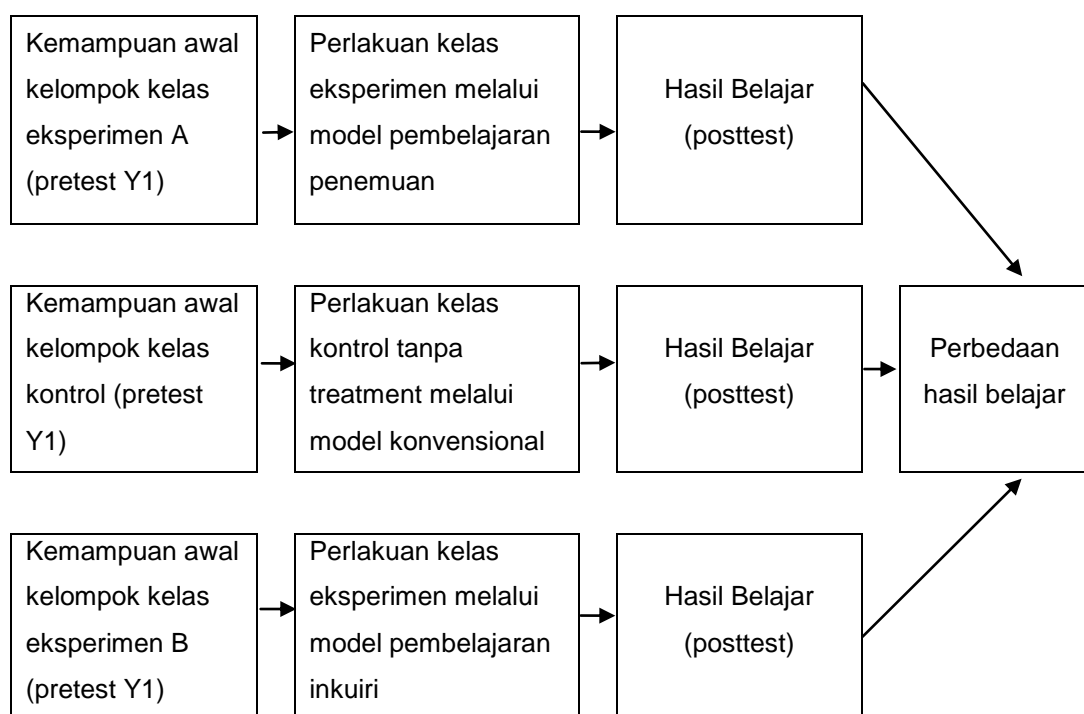 Kemampuan awal
kelompok kelas
eksperimen A
(pretest Y1)
Perlakuan kelas
eksperimen melalui
model pembelajaran
penemuan
Hasil Belajar
(posttest)
Kemampuan awal
kelompok kelas
kontrol (pretest
Y1)
Perlakuan kelas
kontrol tanpa
treatment melalui
model konvensional
Hasil Belajar
(posttest)
Perbedaan
hasil belajar
Kemampuan awal
kelompok kelas
eksperimen B
(pretest Y1)
Perlakuan kelas
eksperimen melalui
model pembelajaran
inkuiri
Hasil Belajar
(posttest)